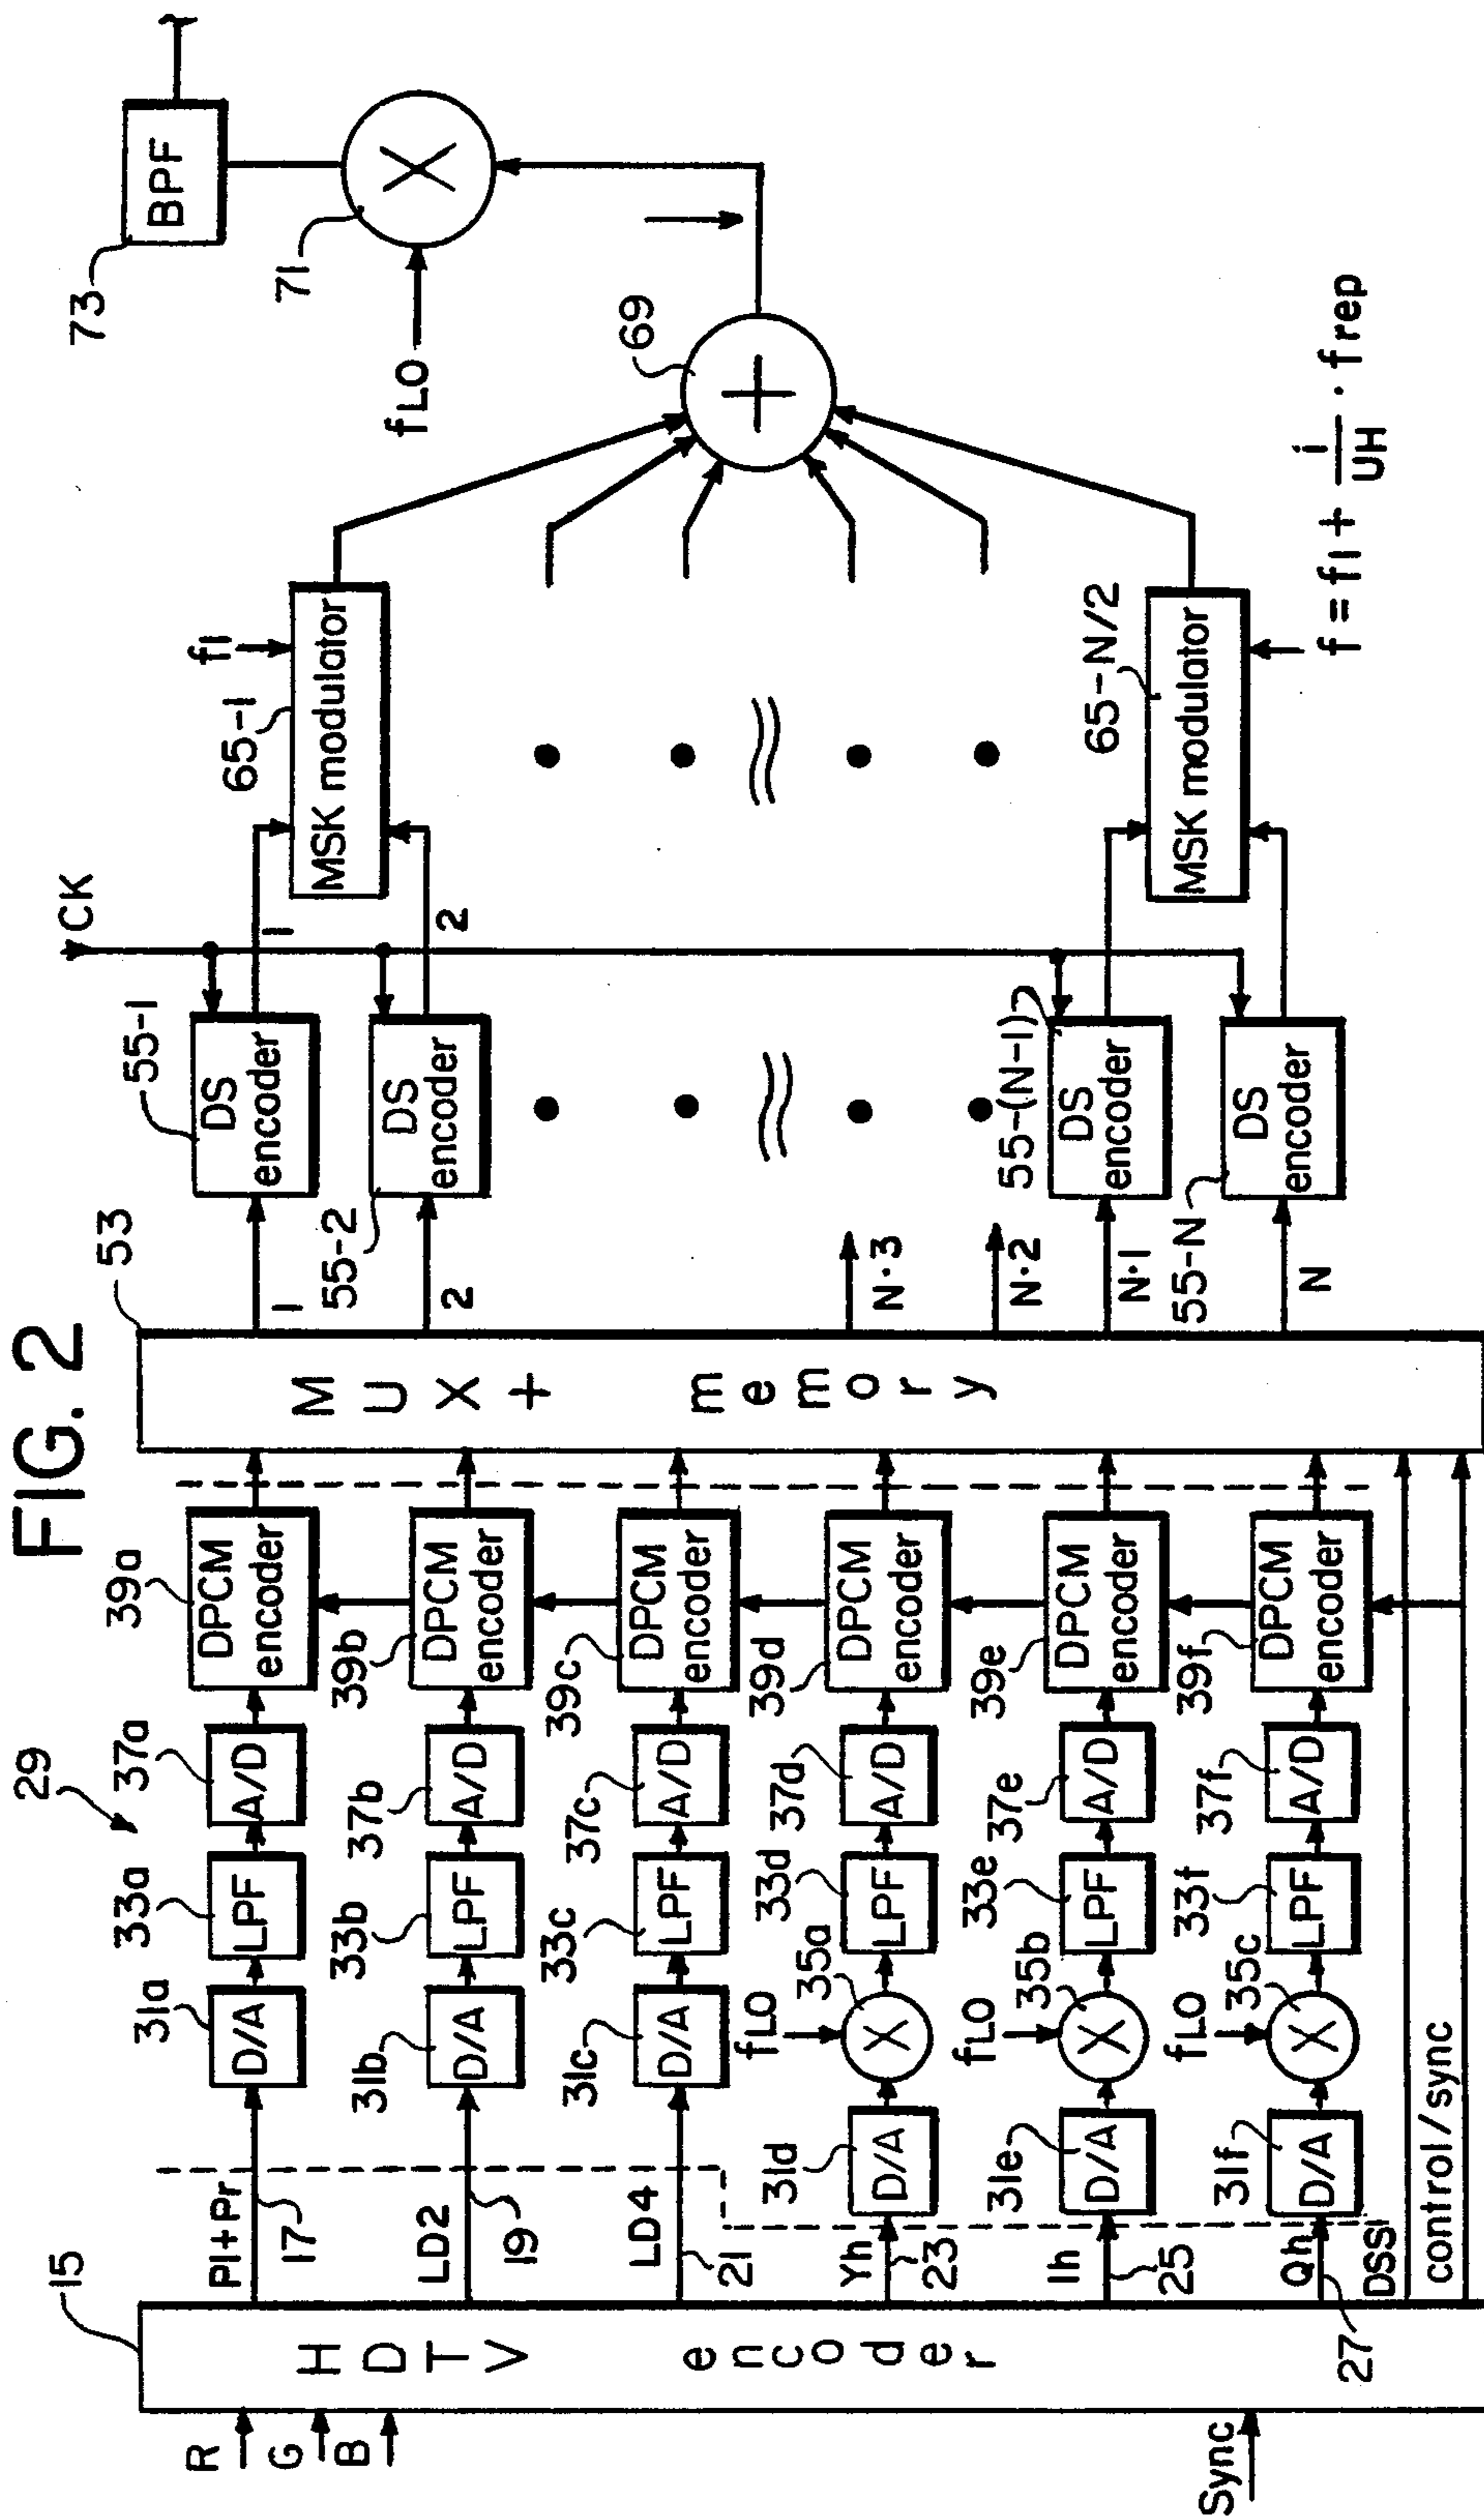 FIG. 2
15
R
G
B
Sync
HDTV encoder
PI+Pr
17
LD2
19
LD4
21
Yh
23
Ih
25
Qh
27
DSS
control/sync
29
31a
D/A
33a
LPF
37a
A/D
39a
DPCM
encoder
31b
D/A
33b
LPF
37b
A/D
39b
DPCM
encoder
31c
D/A
33c
LPF
37c
A/D
39c
DPCM
encoder
31d
D/A
fLO
35a
X
33d
LPF
37d
A/D
39d
DPCM
encoder
31e
D/A
fLO
35b
X
33e
LPF
37e
A/D
39e
DPCM
encoder
31f
D/A
fLO
35c
X
33f
LPF
37f
A/D
39f
DPCM
encoder
53
MUX+ memory
1
2
N·3
N·2
N·1
N
55-1
DS
encoder
55-2
DS
encoder
55-(N-1)
DS
encoder
55-N
DS
encoder
CK
1
2
65-1
MSK modulator
f1
65-N/2
MSK modulator
f = f1 + i/UH · frep
69
+
fLO
71
X
73
BPF